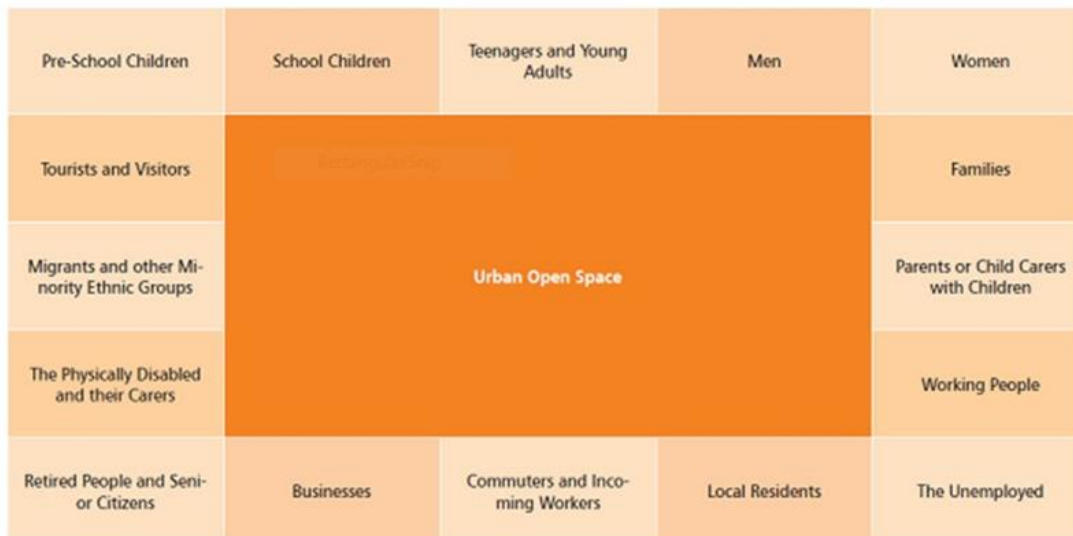 Pre-School Children
School Children
Teenagers and Young
Adults
Men
Women
Tourists and Visitors
Rectangular Snip
Families
Migrants and other Mi-
nority Ethnic Groups
Urban Open Space
Parents or Child Carers
with Children
The Physically Disabled
and their Carers
Working People
Retired People and Seni-
or Citizens
Businesses
Commuters and Inco-
ming Workers
Local Residents
The Unemployed